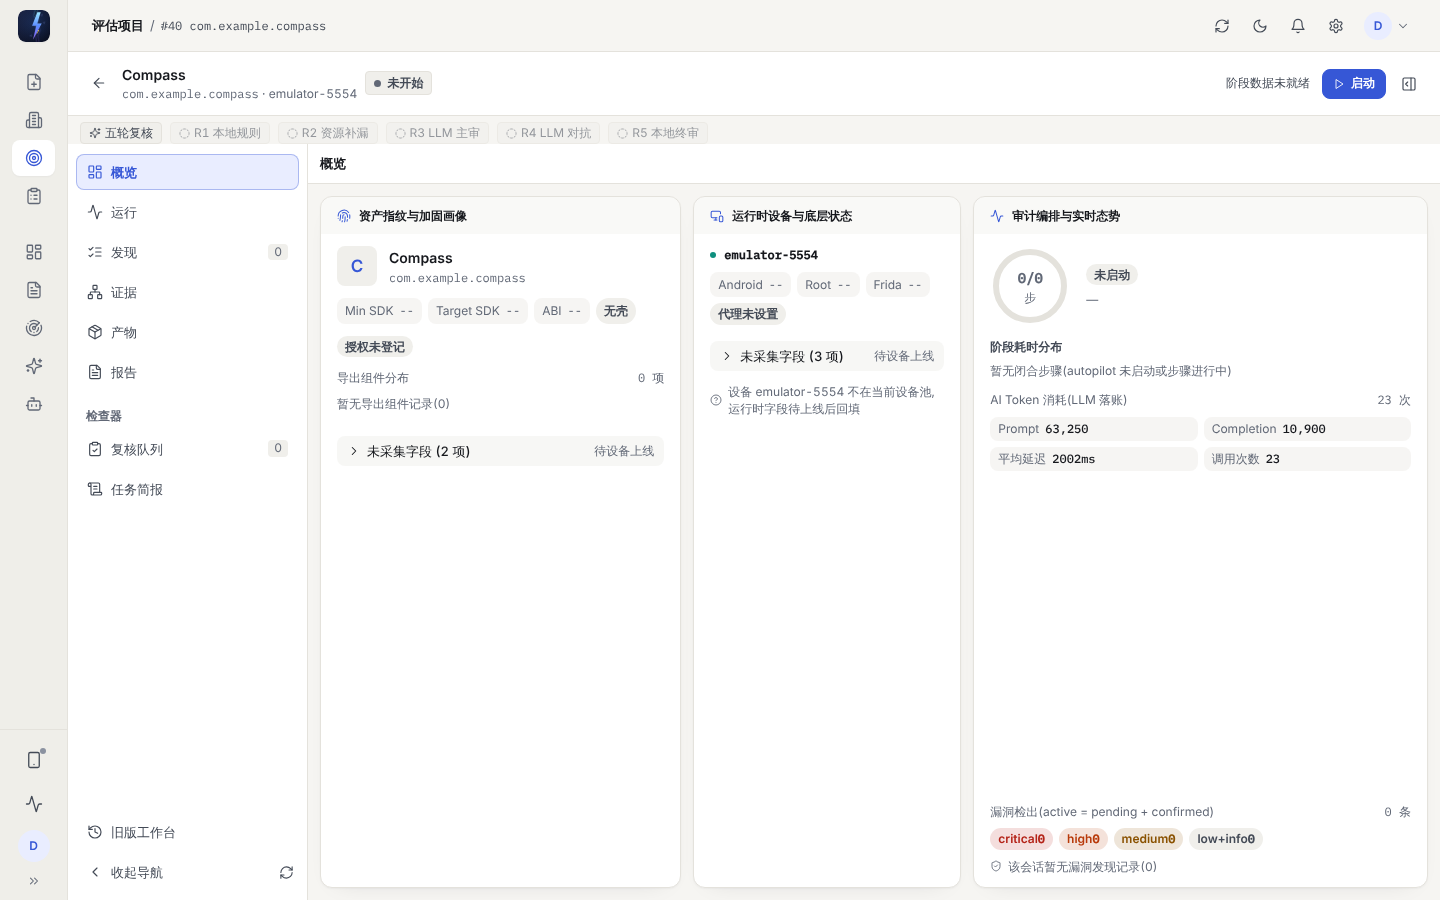 评估项目 / #40 com.example.compass
D
Compass
com.example.compass · emulator-5554
未开始
阶段数据未就绪
启动
五轮复核
R1 本地规则
R2 资源补漏
R3 LLM 主审
R4 LLM 对抗
R5 本地终审
概览
运行
发现 0
证据
产物
报告
检查器
复核队列 0
任务简报
旧版工作台
收起导航
D
概览
资产指纹与加固画像
C
Compass
com.example.compass
Min SDK --
Target SDK --
ABI --
无壳
授权未登记
导出组件分布 0 项
暂无导出组件记录(0)
未采集字段 (2 项) 待设备上线
运行时设备与底层状态
emulator-5554
Android --
Root --
Frida --
代理未设置
未采集字段 (3 项) 待设备上线
设备 emulator-5554 不在当前设备池,
运行时字段待上线后回填
审计编排与实时态势
0/0
步
未启动
—
阶段耗时分布
暂无闭合步骤(autopilot 未启动或步骤进行中)
AI Token 消耗(LLM 落账) 23 次
Prompt 63,250
Completion 10,900
平均延迟 2002ms
调用次数 23
漏洞检出(active = pending + confirmed) 0 条
critical0
high0
medium0
low+info0
该会话暂无漏洞发现记录(0)